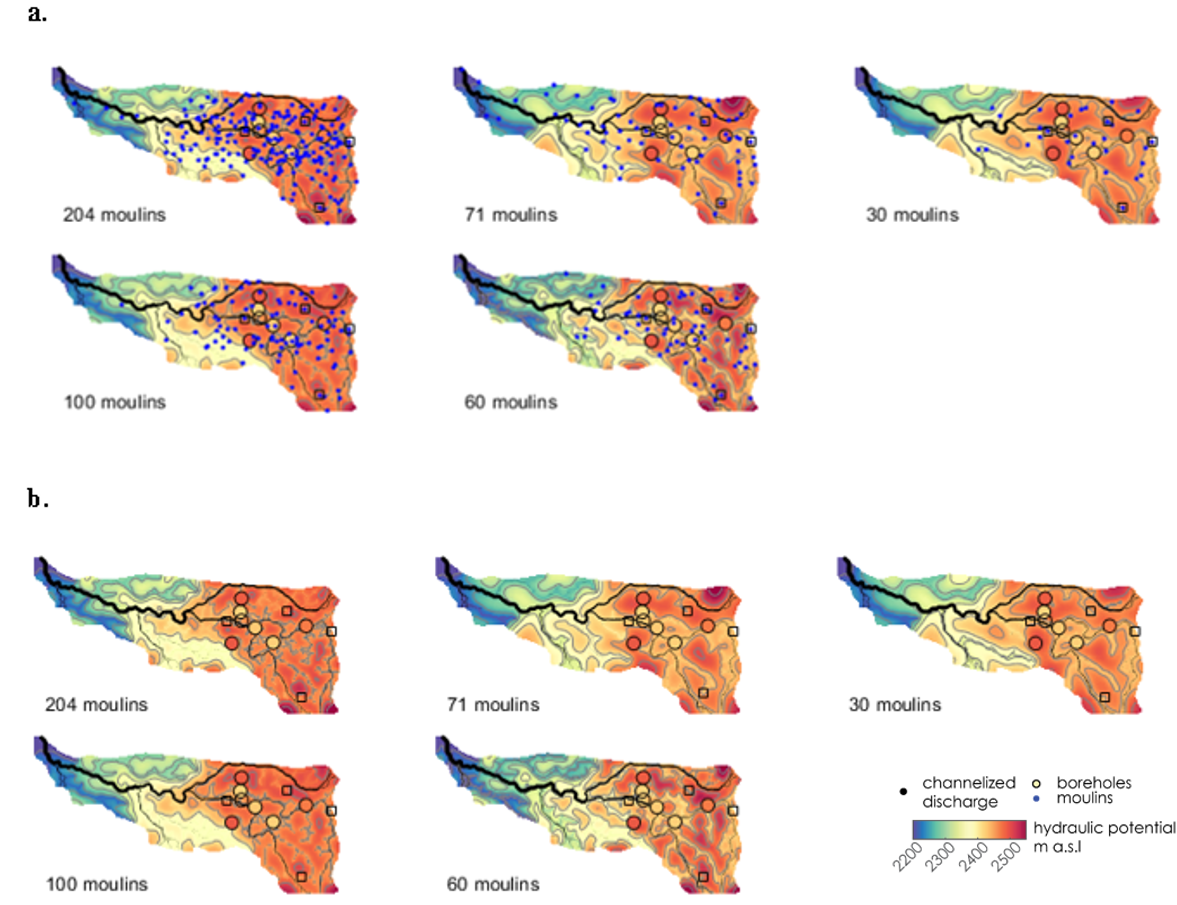 a.
204 moulins
71 moulins
30 moulins
100 moulins
60 moulins
b.
204 moulins
71 moulins
30 moulins
100 moulins
60 moulins
channelized
discharge
boreholes
moulins
hydraulic potential
m a.s.l
2200
2300
2400
2500